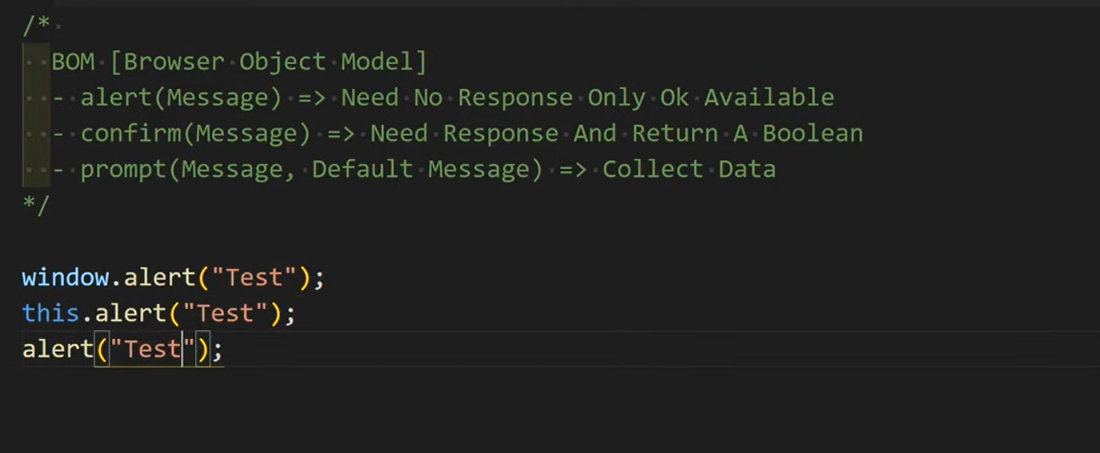 /*
BOM [Browser Object Model]
- alert(Message) => Need No Response Only Ok Available
- confirm(Message) => Need Response And Return A Boolean
- prompt(Message, Default Message) => Collect Data
*/
window.alert("Test");
this.alert("Test");
alert("Test");